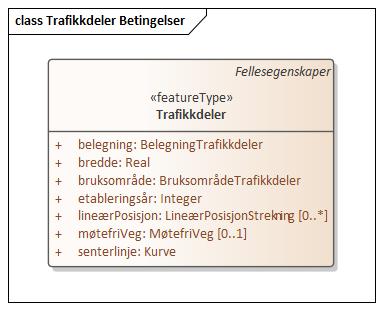 class Trafikkdeler Betingelser
Fellesegenskaper
«featureType»
Trafikkdeler
+ belegning: BelegningTrafikkdeler
+ bredde: Real
+ bruksområde: BruksområdeTrafikkdeler
+ etableringsår: Integer
+ lineærPosisjon: LineærPosisjonStrekning [0..*]
+ møtefriVeg: MøtefriVeg [0..1]
+ senterlinje: Kurve